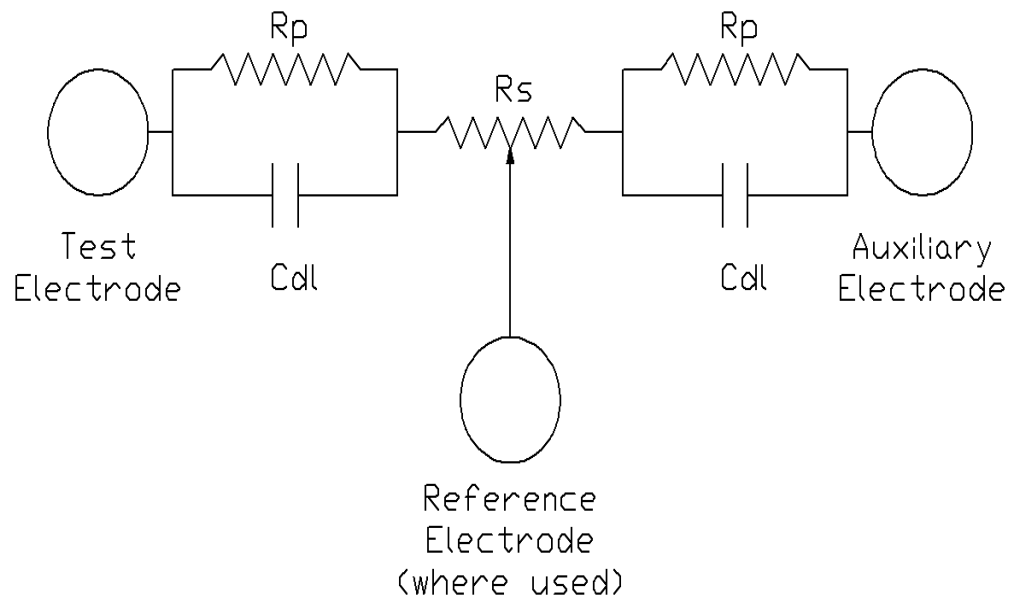 Rp
Rs
Rp
Cdl
Cdl
Test
Electrode
Auxiliary
Electrode
Reference
Electrode
(where used)